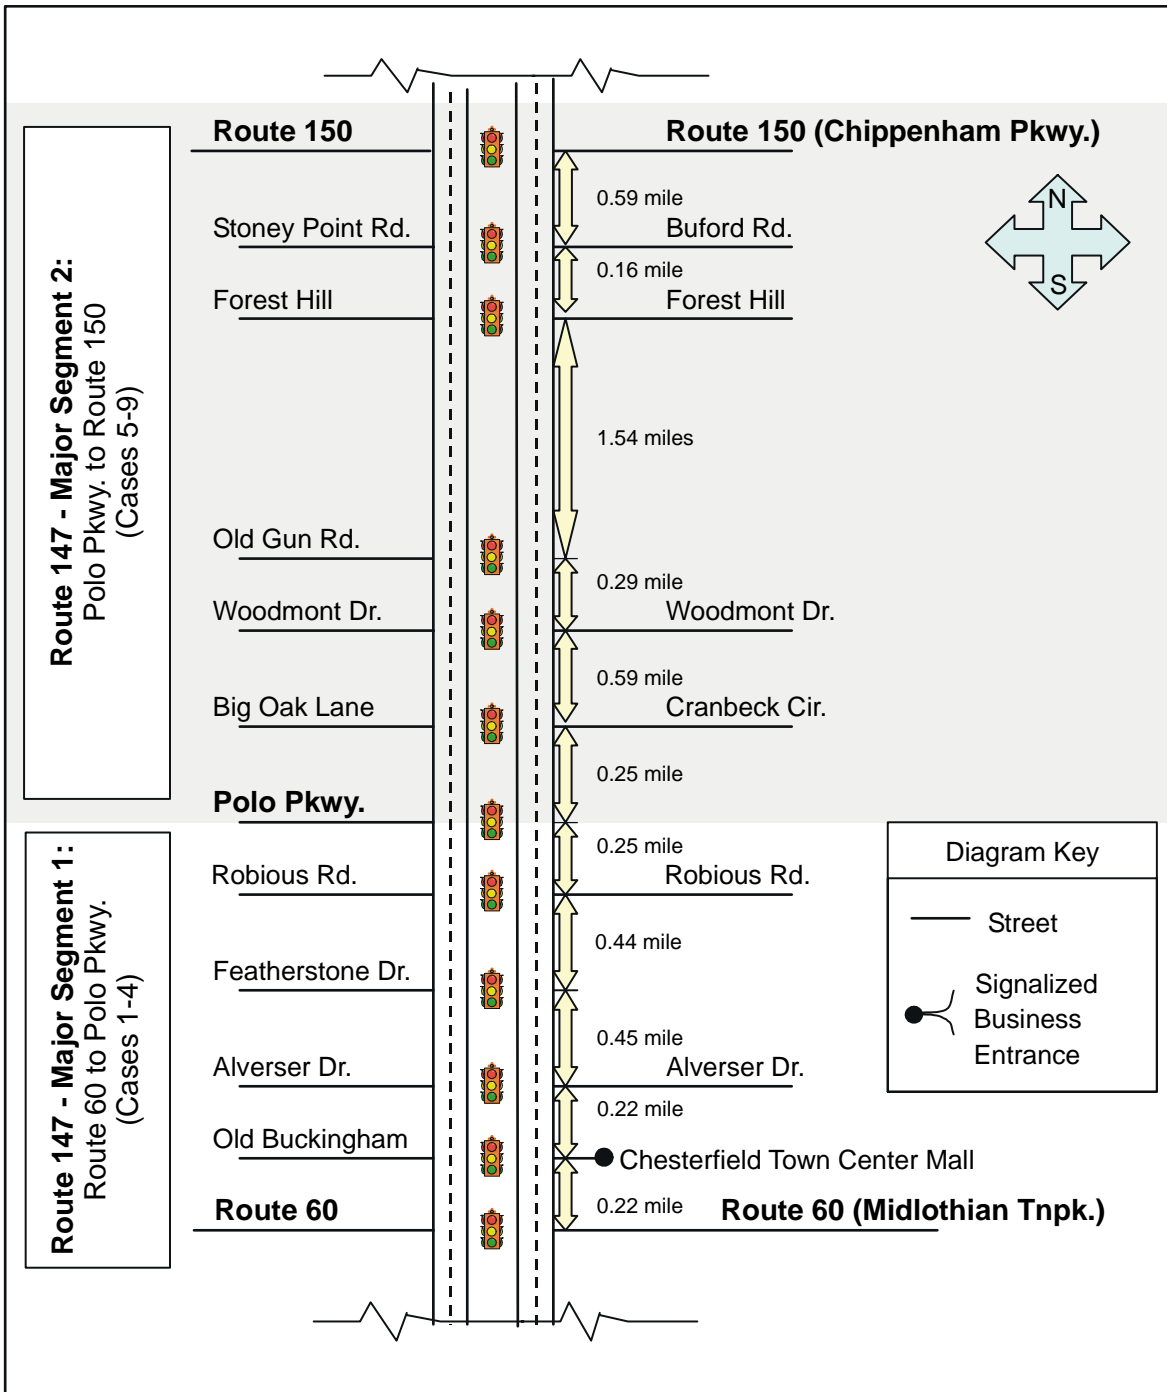 Route 147 - Major Segment 2:
Polo Pkwy. to Route 150
(Cases 5-9)
Route 147 - Major Segment 1:
Route 60 to Polo Pkwy.
(Cases 1-4)
Route 150
Route 150 (Chippenham Pkwy.)
0.59 mile
N
S
Stoney Point Rd.
Buford Rd.
0.16 mile
Forest Hill
Forest Hill
1.54 miles
Old Gun Rd.
0.29 mile
Woodmont Dr.
Woodmont Dr.
0.59 mile
Big Oak Lane
Cranbeck Cir.
0.25 mile
Polo Pkwy.
0.25 mile
Robious Rd.
Robious Rd.
0.44 mile
Featherstone Dr.
0.45 mile
Alverser Dr.
Alverser Dr.
0.22 mile
Old Buckingham
Chesterfield Town Center Mall
0.22 mile
Route 60
Route 60 (Midlothian Tnpk.)
Diagram Key
Street
Signalized
Business
Entrance